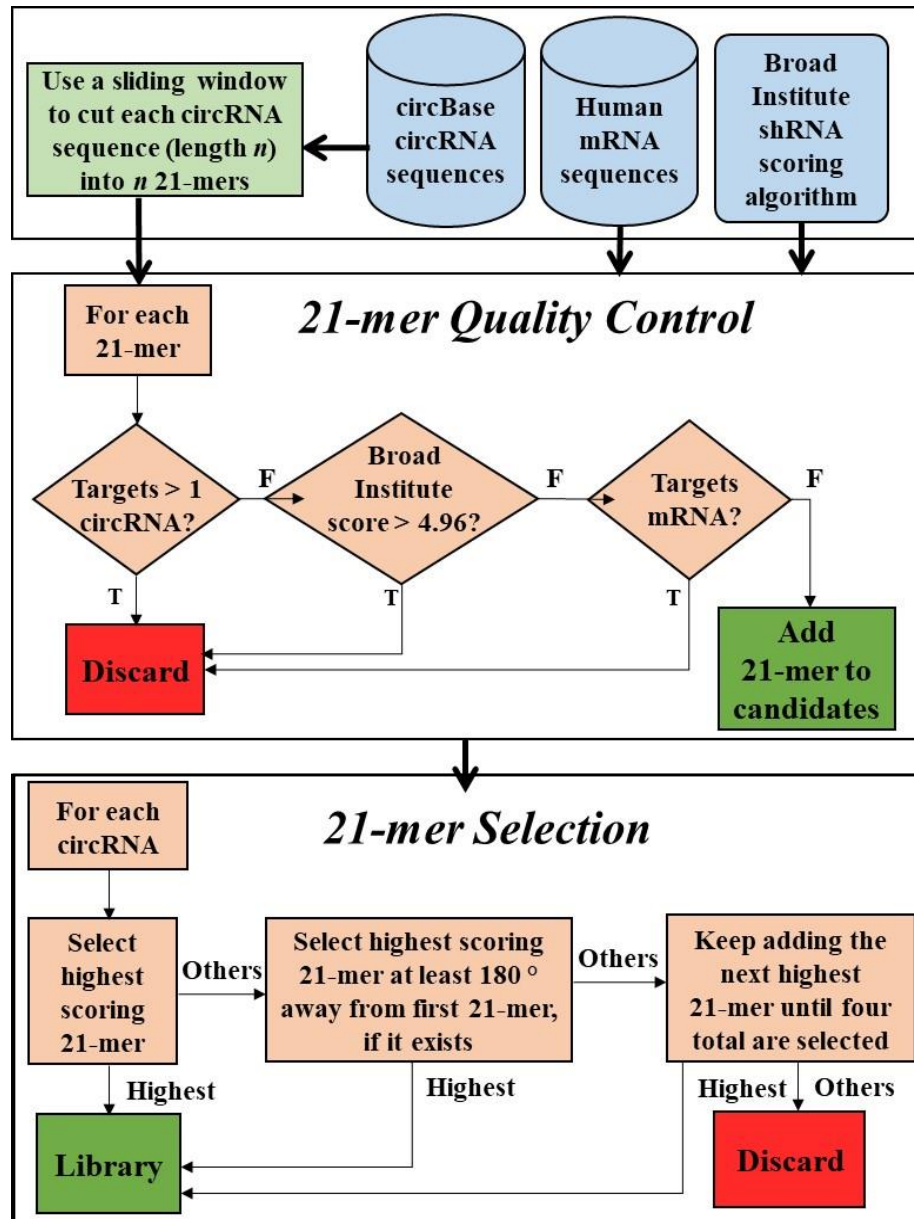 Use a sliding window
to cut each circRNA
sequence (length n)
into n 21-mers
circBase
circRNA
sequences
Human
mRNA
sequences
Broad
Institute
shRNA
scoring
algorithm
21-mer Quality Control
For each
21-mer
Targets > 1
circRNA?
F
T
Broad
Institute
score > 4.96?
F
T
Targets
mRNA?
F
T
Discard
Add
21-mer to
candidates
21-mer Selection
For each
circRNA
Select
highest
scoring
21-mer
Others
Highest
Select highest scoring
21-mer at least 180 °
away from first 21-mer,
if it exists
Others
Highest
Keep adding the
next highest
21-mer until four
total are selected
Highest
Others
Library
Discard